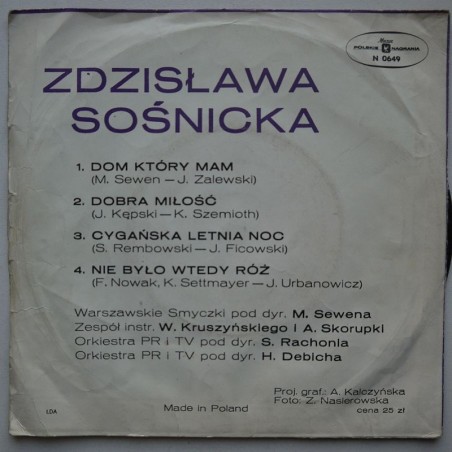 Muza
POLSKIE NAGRANIA
N 0649
ZDZISŁAWA
SOŚNICKA
1. DOM KTÓRY MAM
(M. Sewen – J. Zalewski)
2. DOBRA MIŁOŚĆ
(J. Kępski – K. Szemioth)
3. CYGAŃSKA LETNIA NOC
(S. Rembowski – J. Ficowski)
4. NIE BYŁO WTEDY RÓŻ
(F. Nowak, K. Settmayer – J. Urbanowicz)
Warszawskie Smyczki pod dyr. M. Sewena
Zespół instr. W. Kruszyńskiego i A. Skorupki
Orkiestra PR i TV pod dyr. S. Rachonia
Orkiestra PR i TV pod dyr. H. Debicha
Proj. graf.: A. Kalczyńska
Foto: Z. Nasierowska
cena 25 zł
Made in Poland
LDA